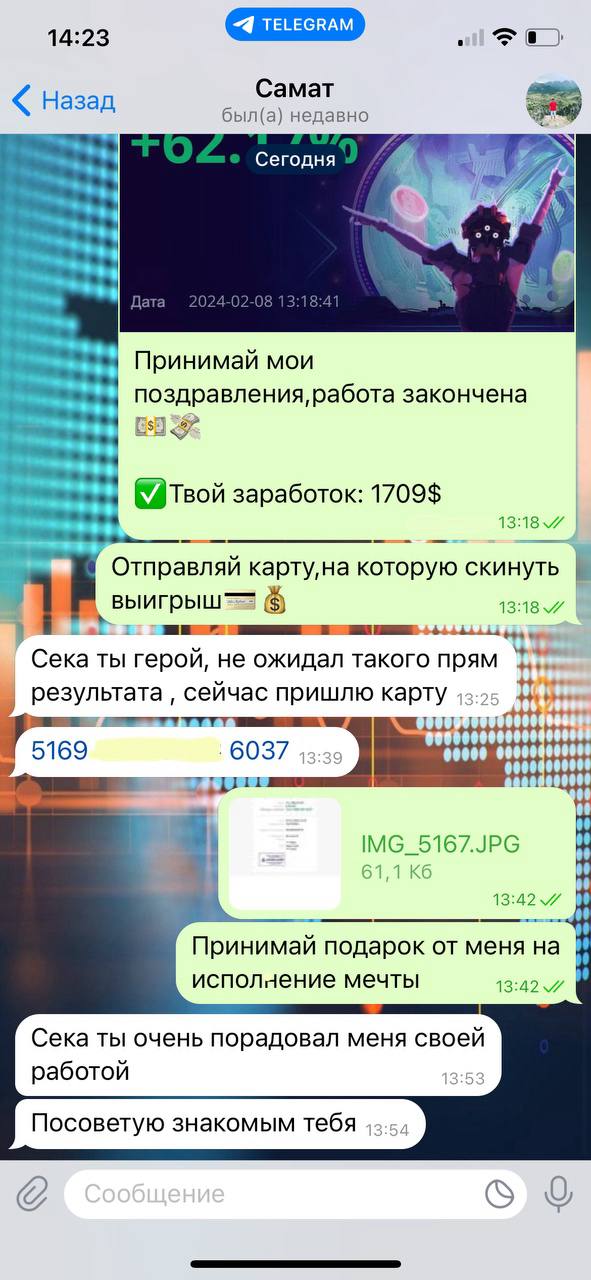 14:23
TELEGRAM
Назад
Самат
был(а) недавно
+62.17%
Сегодня
Дата 2024-02-08 13:18:41
Принимай мои
поздравления,работа закончена
Твой заработок: 1709$
13:18
Отправляй карту,на которую скинуть
выигрыш
13:18
Сека ты герой, не ожидал такого прям
результата , сейчас пришлю карту 13:25
5169 6037 13:39
IMG_5167.JPG
61,1 Кб
13:42
Принимай подарок от меня на
исполнение мечты 13:42
Сека ты очень порадовал меня своей
работой 13:53
Посоветую знакомым тебя 13:54
Сообщение